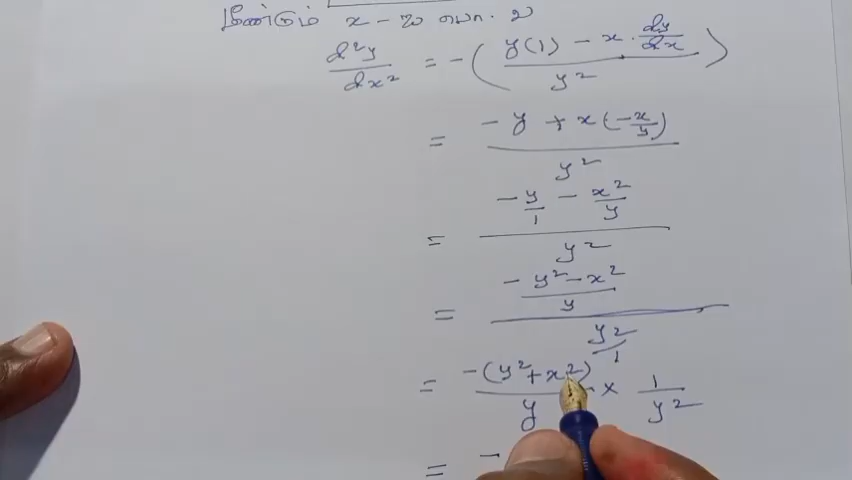 மீண்டும் x-ஐ பொ. வ
d²y/dx² = -( (y(1) - x · dy/dx) / y² )
= (-y + x(-x/y)) / y²
= (-y/1 - x²/y) / y²
= ((-y² - x²)/y) / (y²/1)
= -(y² + x²)/y × 1/y²
= -